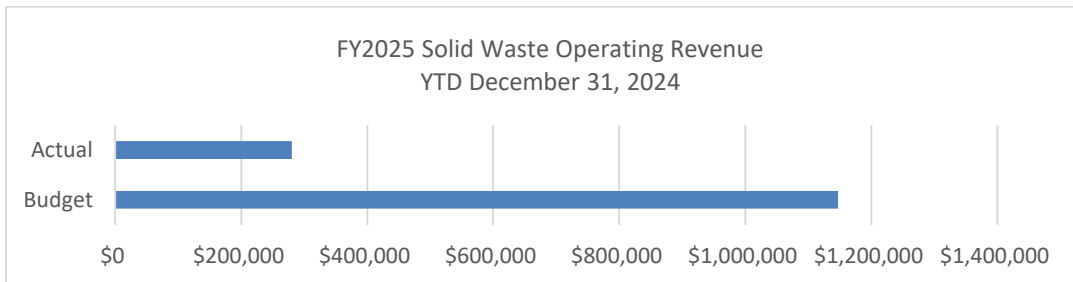 FY2025 Solid Waste Operating Revenue
YTD December 31, 2024
Actual
Budget
$0 $200,000 $400,000 $600,000 $800,000 $1,000,000 $1,200,000 $1,400,000